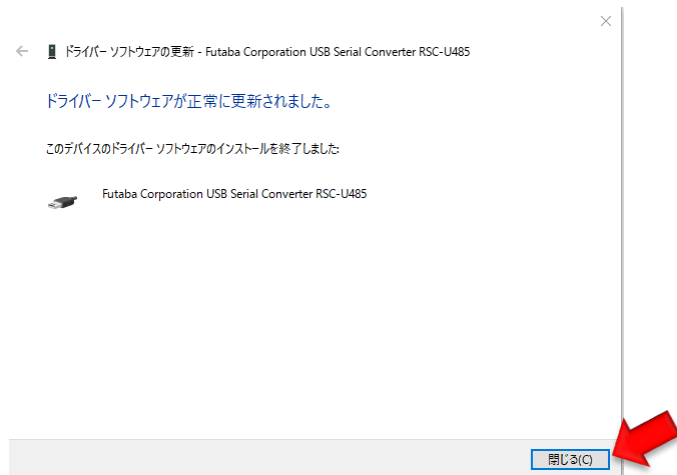 ドライバー ソフトウェアの更新 - Futaba Corporation USB Serial Converter RSC-U485
ドライバー ソフトウェアが正常に更新されました。
このデバイスのドライバー ソフトウェアのインストールを終了しました:
Futaba Corporation USB Serial Converter RSC-U485
閉じる(C)